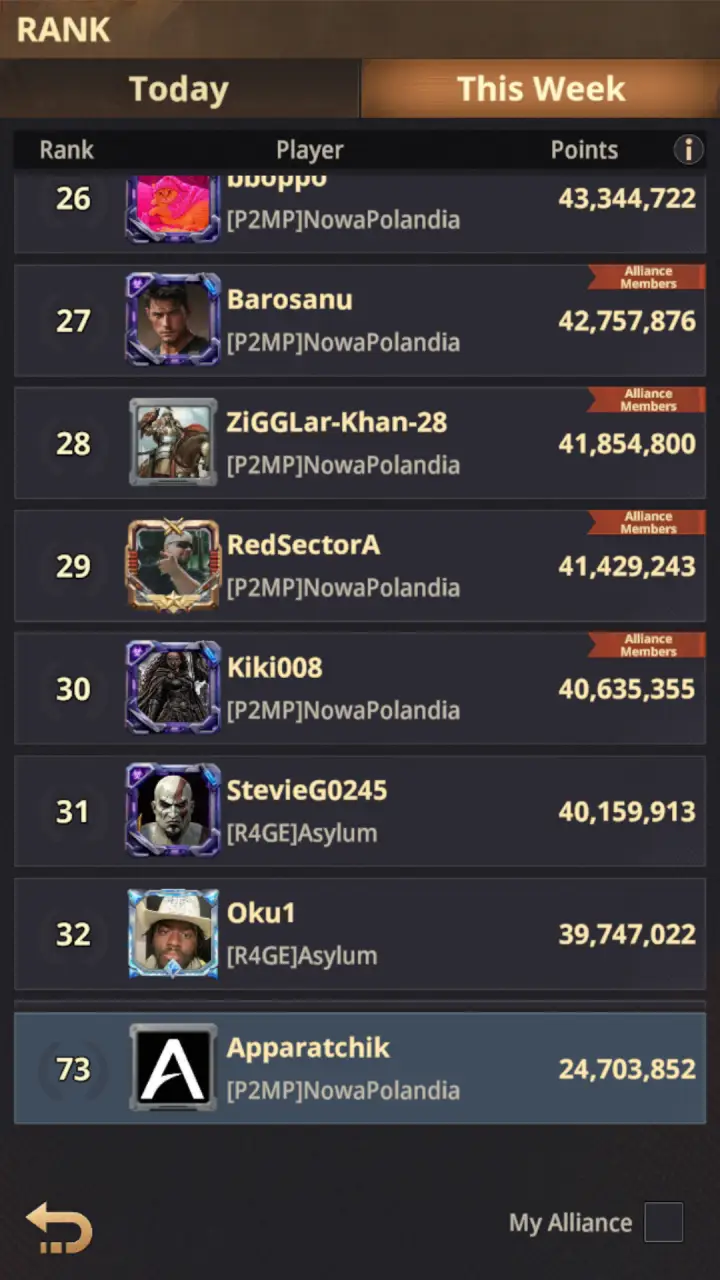 RANK
Today
This Week
Rank
Player
Points
i
26
bboppo
[P2MP]NowaPolandia
43,344,722
Alliance
Members
27
Barosanu
[P2MP]NowaPolandia
42,757,876
Alliance
Members
28
ZiGGLar-Khan-28
[P2MP]NowaPolandia
41,854,800
Alliance
Members
29
RedSectorA
[P2MP]NowaPolandia
41,429,243
Alliance
Members
30
Kiki008
[P2MP]NowaPolandia
40,635,355
31
StevieG0245
[R4GE]Asylum
40,159,913
32
Oku1
[R4GE]Asylum
39,747,022
73
A
Apparatchik
[P2MP]NowaPolandia
24,703,852
My Alliance